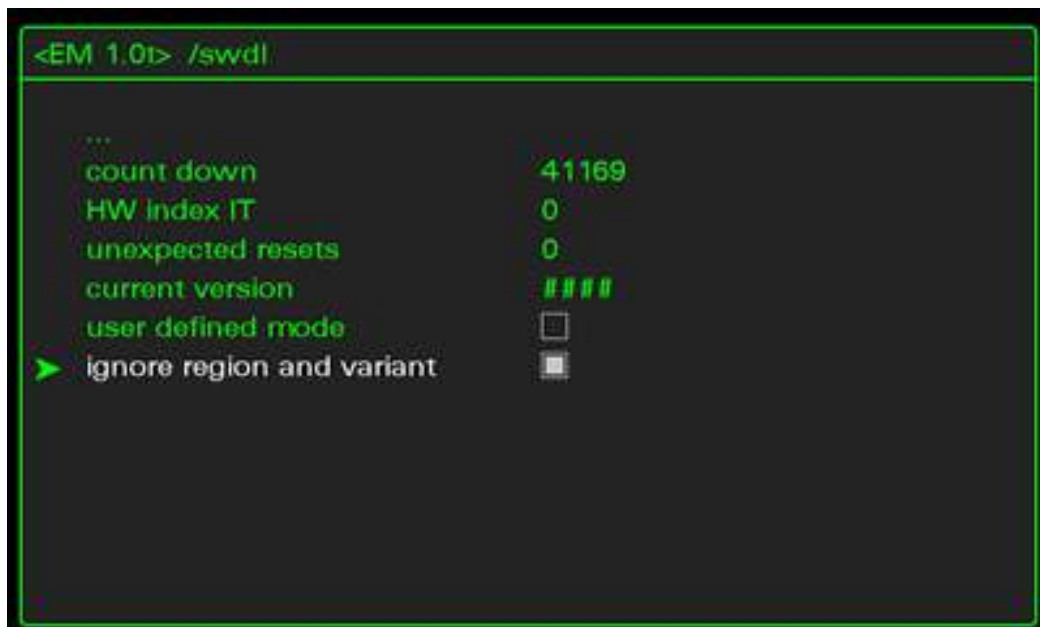 <EM 1.01> /swdl
...
count down 41169
HW index IT 0
unexpected resets 0
current version ####
user defined mode
ignore region and variant